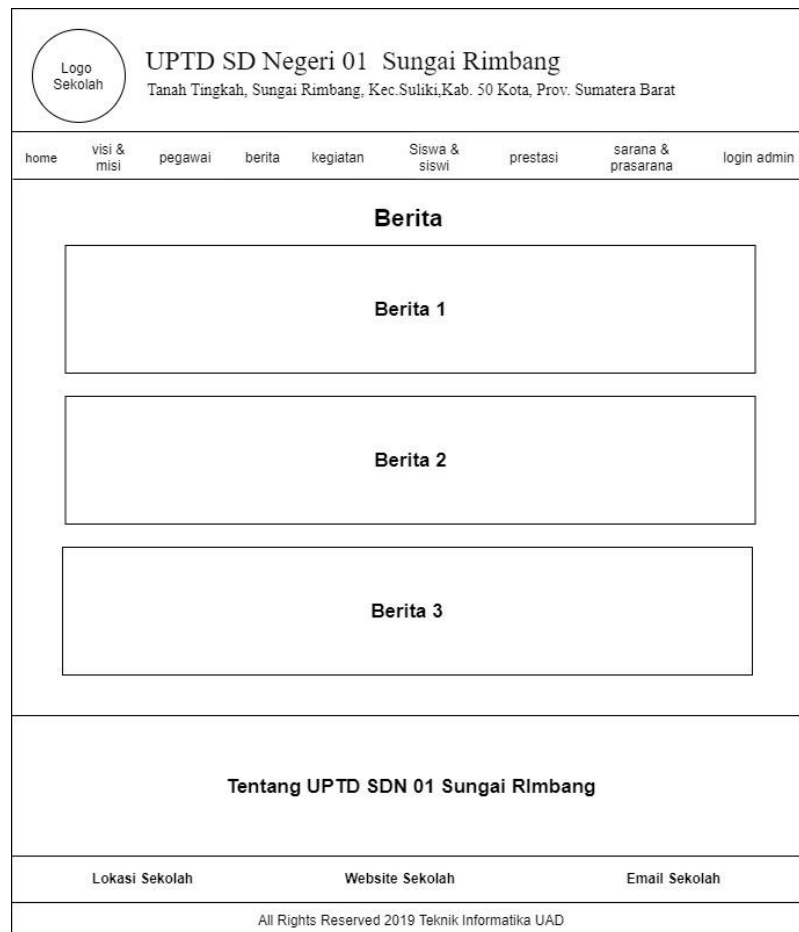 Logo
Sekolah
UPTD SD Negeri 01 Sungai Rimbang
Tanah Tingkah, Sungai Rimbang, Kec.Suliki,Kab. 50 Kota, Prov. Sumatera Barat
home
visi &
misi
pegawai
berita
kegiatan
Siswa &
siswi
prestasi
sarana &
prasarana
login admin
Berita
Berita 1
Berita 2
Berita 3
Tentang UPTD SDN 01 Sungai RImbang
Lokasi Sekolah
Website Sekolah
Email Sekolah
All Rights Reserved 2019 Teknik Informatika UAD